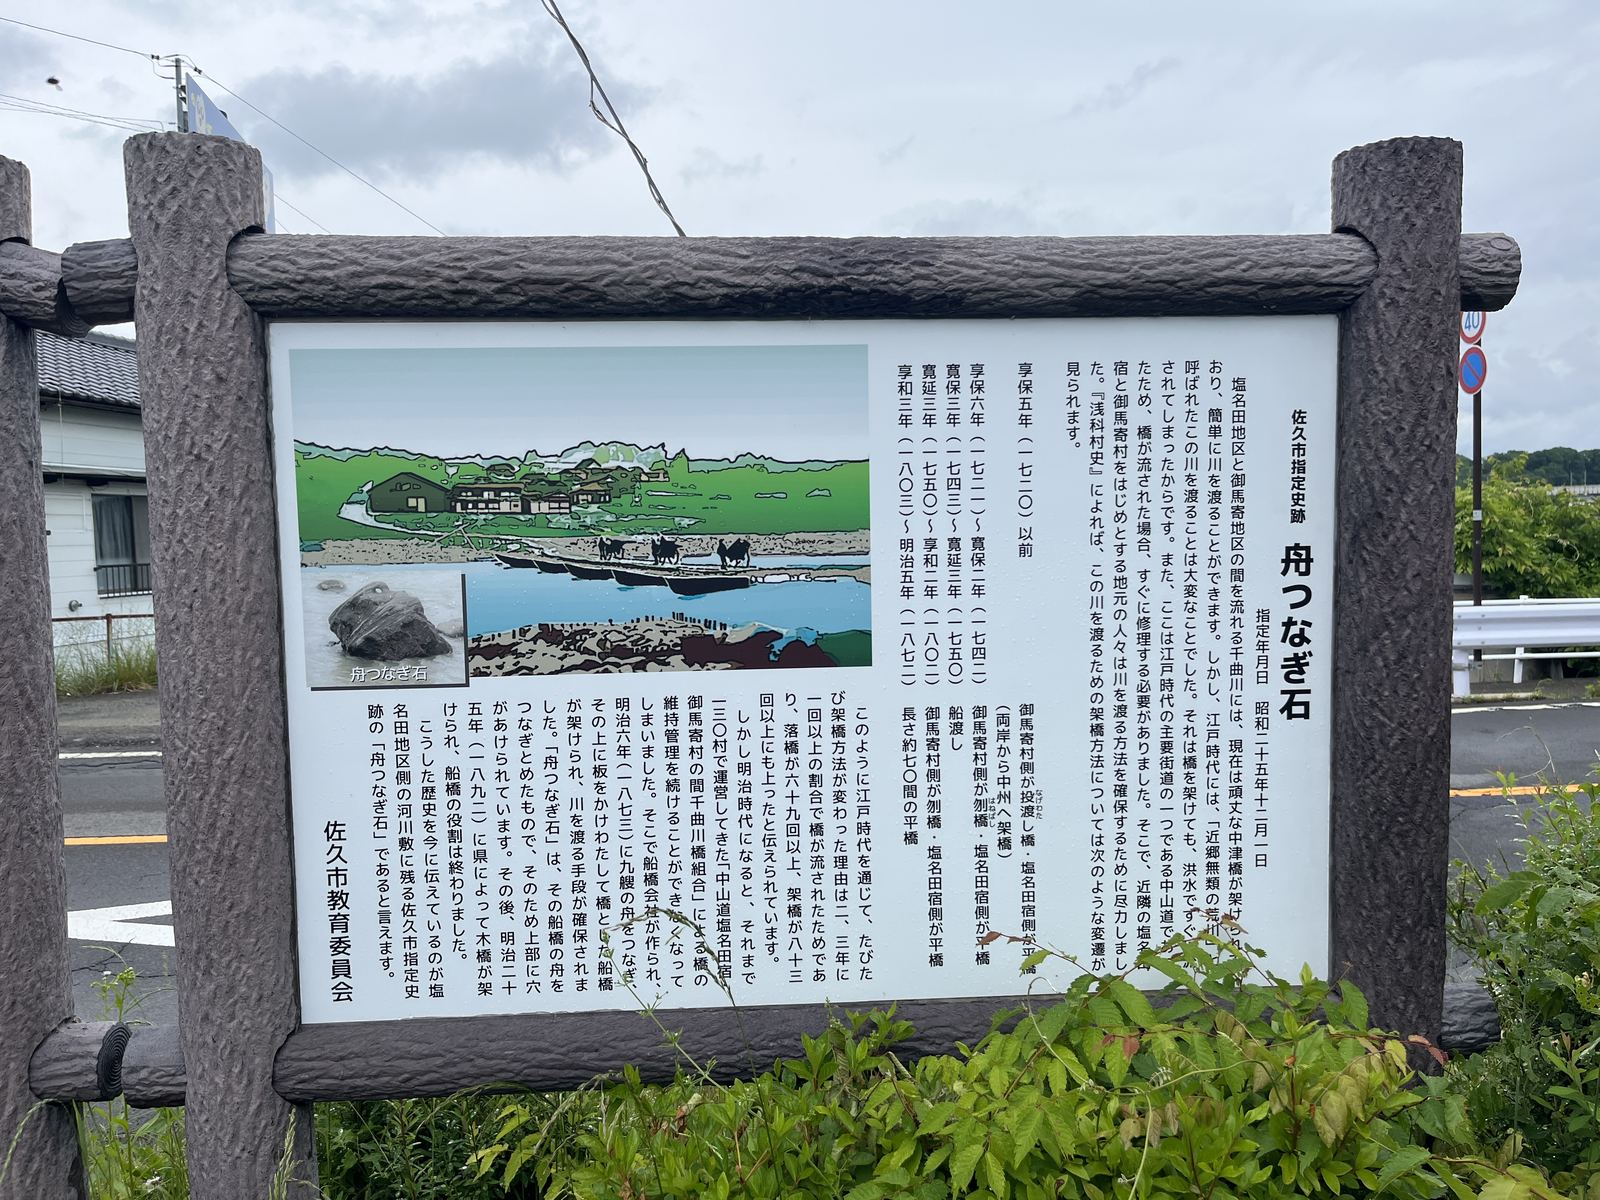 佐久市指定史跡 舟つなぎ石
指定年月日 昭和二十五年十二月一日
塩名田地区と御馬寄地区の間を流れる千曲川には、現在は頑丈な中津橋が架け
おり、簡単に川を渡ることができます。しかし、江戸時代には、「近郷無類の荒川
呼ばれたこの川を渡ることは大変なことでした。それは橋を架けても、洪水ですぐ
されてしまったからです。また、ここは江戸時代の主要街道の一つである中山道で
たため、橋が流された場合、すぐに修理する必要がありました。そこで、近隣の塩名
宿と御馬寄村をはじめとする地元の人々は川を渡る方法を確保するために尽力しまし
た。『浅科村史』によれば、この川を渡るための架橋方法については次のような変遷が
見られます。
享保五年（一七二〇）以前 御馬寄村側が投渡し橋・塩名田宿側が平橋
なげわた
（両岸から中州へ架橋）
享保六年（一七二一）～寛保二年（一七四二） 御馬寄村側が刎橋・塩名田宿側が平橋
はねばし
寛保三年（一七四三）～寛延三年（一七五〇） 船渡し
寛延三年（一七五〇）～享和二年（一八〇二） 御馬寄村側が刎橋・塩名田宿側が平橋
享和三年（一八〇三）～明治五年（一八七二） 長さ約七〇間の平橋
このように江戸時代を通じて、たびた
び架橋方法が変わった理由は二、三年に
一回以上の割合で橋が流されたためであ
り、落橋が六十九回以上、架橋が八十三
回以上にも上ったと伝えられています。
しかし明治時代になると、それまで
一三〇村で運営してきた「中山道塩名田宿
御馬寄村の間千曲川橋組合」による橋の
維持管理を続けることができなくなって
しまいました。そこで船橋会社が作られ、
明治六年（一八七三）に九艘の舟をつなぎ、
その上に板をかけわたして橋とした船橋
が架けられ、川を渡る手段が確保されま
した。「舟つなぎ石」は、その船橋の舟を
つなぎとめたもので、そのため上部に穴
があけられています。その後、明治二十
五年（一八九二）に県によって木橋が架
けられ、船橋の役割は終わりました。
こうした歴史を今に伝えているのが塩
名田地区側の河川敷に残る佐久市指定史
跡の「舟つなぎ石」であると言えます。
佐久市教育委員会
舟つなぎ石
40